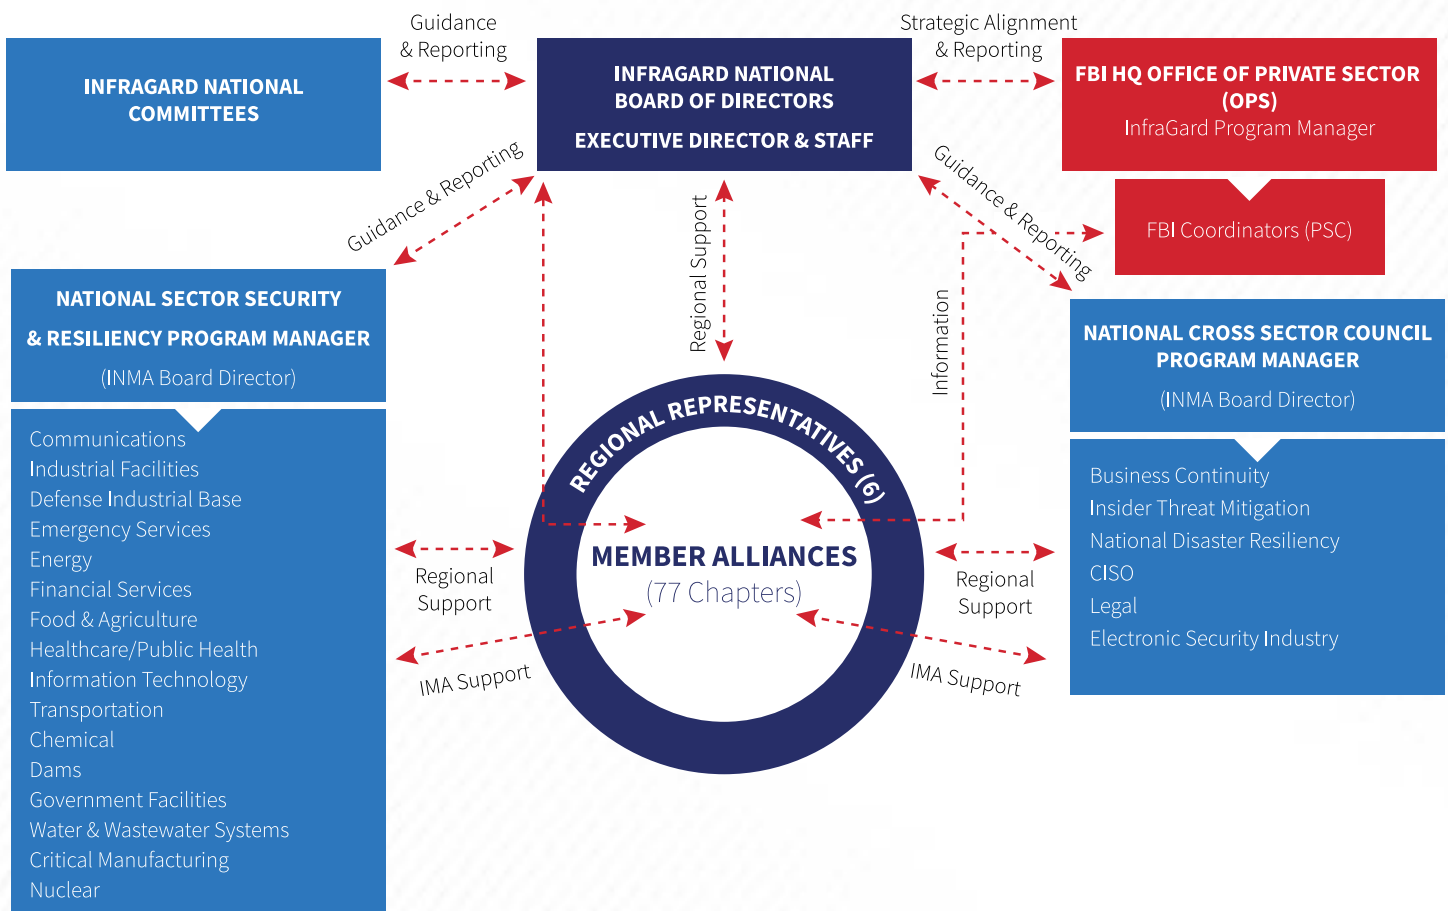 Guidance
& Reporting
Strategic Alignment
& Reporting
INFRAGARD NATIONAL
COMMITTEES
INFRAGARD NATIONAL
BOARD OF DIRECTORS
EXECUTIVE DIRECTOR & STAFF
FBI HQ OFFICE OF PRIVATE SECTOR
(OPS)
InfraGard Program Manager
FBI Coordinators (PSC)
Guidance & Reporting
Regional Support
Guidance & Reporting
Information
NATIONAL SECTOR SECURITY
& RESILIENCY PROGRAM MANAGER
(INMA Board Director)
Communications
Industrial Facilities
Defense Industrial Base
Emergency Services
Energy
Financial Services
Food & Agriculture
Healthcare/Public Health
Information Technology
Transportation
Chemical
Dams
Government Facilities
Water & Wastewater Systems
Critical Manufacturing
Nuclear
Regional
Support
IMA Support
REGIONAL REPRESENTATIVES (6)
MEMBER ALLIANCES
(77 Chapters)
Regional
Support
IMA Support
NATIONAL CROSS SECTOR COUNCIL
PROGRAM MANAGER
(INMA Board Director)
Business Continuity
Insider Threat Mitigation
National Disaster Resiliency
CISO
Legal
Electronic Security Industry